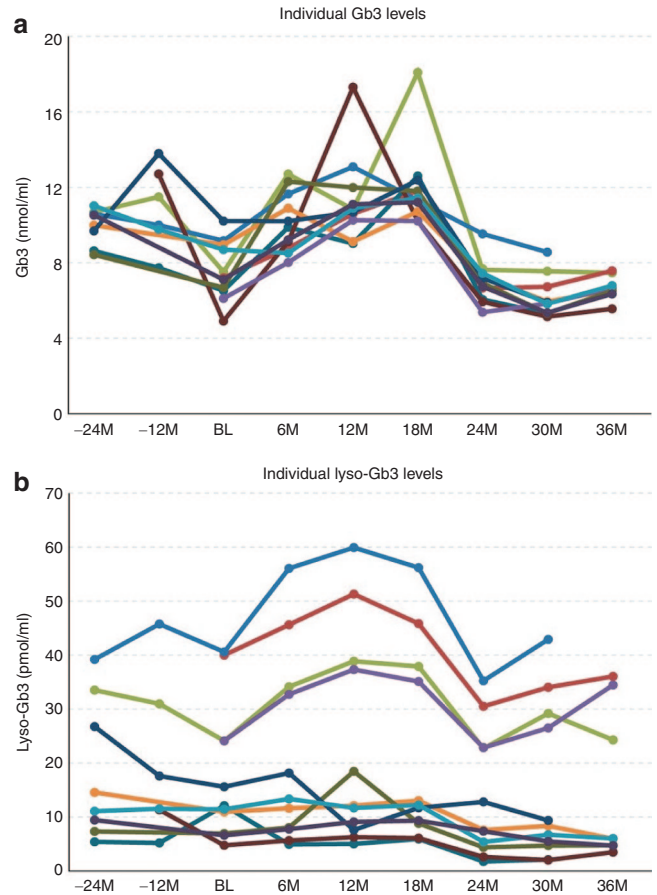 a
Individual Gb3 levels
20
16
12
8
4
0
Gb3 (nmol/ml)
–24M –12M BL 6M 12M 18M 24M 30M 36M
b
Individual lyso-Gb3 levels
70
60
50
40
30
20
10
0
Lyso-Gb3 (pmol/ml)
–24M –12M BL 6M 12M 18M 24M 30M 36M